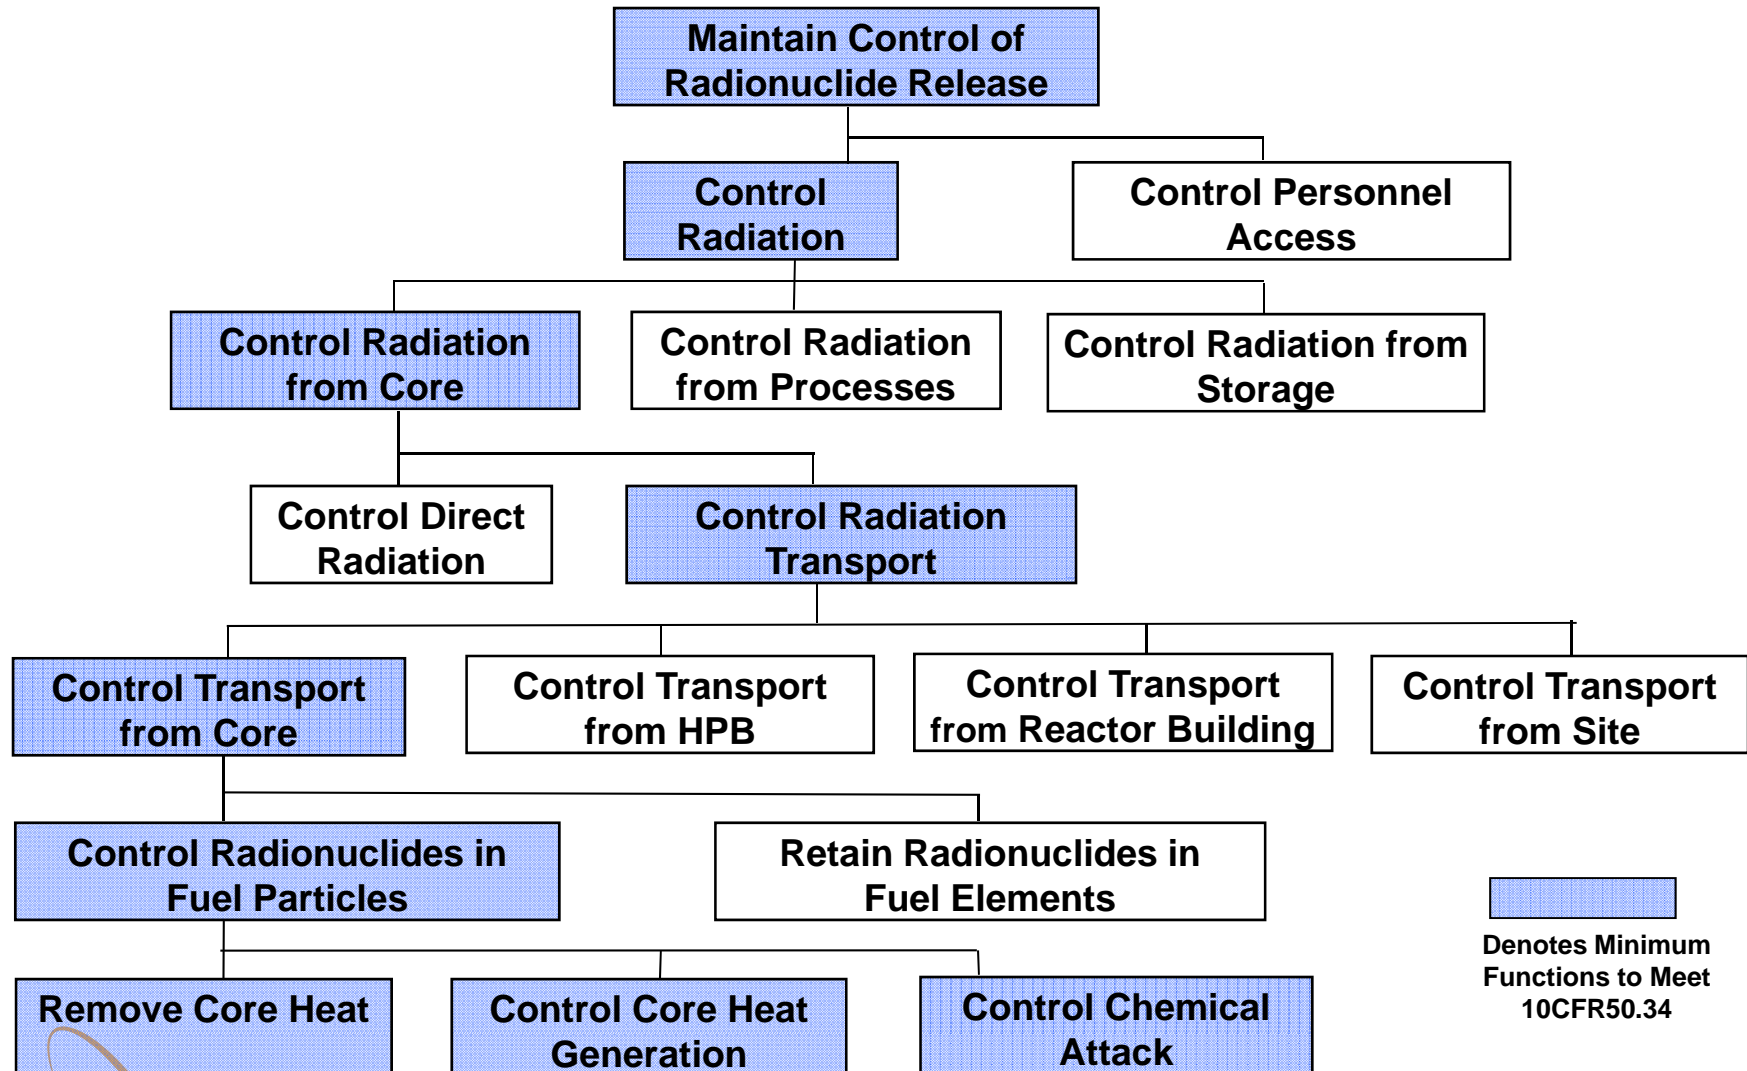 Maintain Control of
Radionuclide Release
Control
Radiation
Control Personnel
Access
Control Radiation
from Core
Control Radiation
from Processes
Control Radiation from
Storage
Control Direct
Radiation
Control Radiation
Transport
Control Transport
from Core
Control Transport
from HPB
Control Transport
from Reactor Building
Control Transport
from Site
Control Radionuclides in
Fuel Particles
Retain Radionuclides in
Fuel Elements
Denotes Minimum
Functions to Meet
10CFR50.34
Remove Core Heat
Control Core Heat
Generation
Control Chemical
Attack